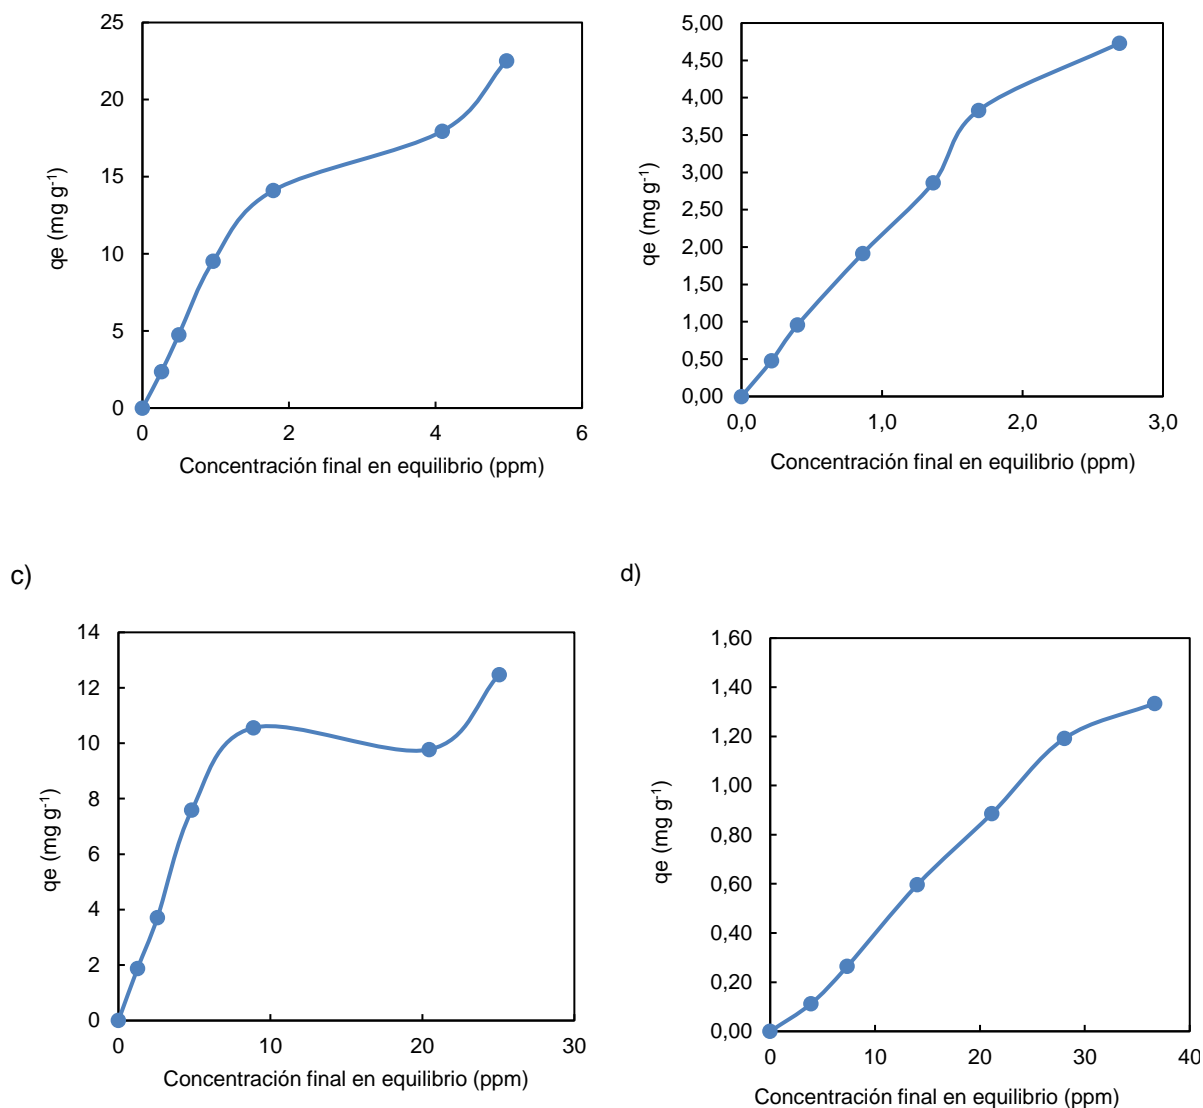 25
20
15
10
5
0
0 2 4 6
qe (mg g-1)
Concentración final en equilibrio (ppm)
5,00
4,50
4,00
3,50
3,00
2,50
2,00
1,50
1,00
0,50
0,00
0,0 1,0 2,0 3,0
qe (mg g-1)
Concentración final en equilibrio (ppm)
c)
14
12
10
8
6
4
2
0
0 10 20 30
qe (mg g-1)
Concentración final en equilibrio (ppm)
d)
1,60
1,40
1,20
1,00
0,80
0,60
0,40
0,20
0,00
0 10 20 30 40
qe (mg g-1)
Concentración final en equilibrio (ppm)